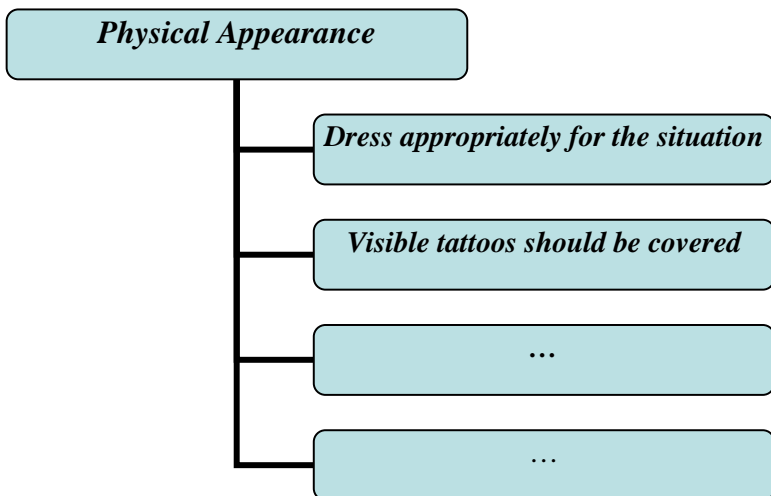 Physical Appearance
Dress appropriately for the situation
Visible tattoos should be covered
…
…